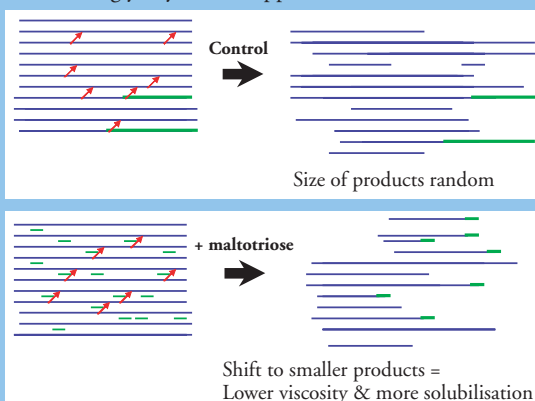 Control
Size of products random
+ maltotriose
Shift to smaller products =
Lower viscosity & more solubilisation